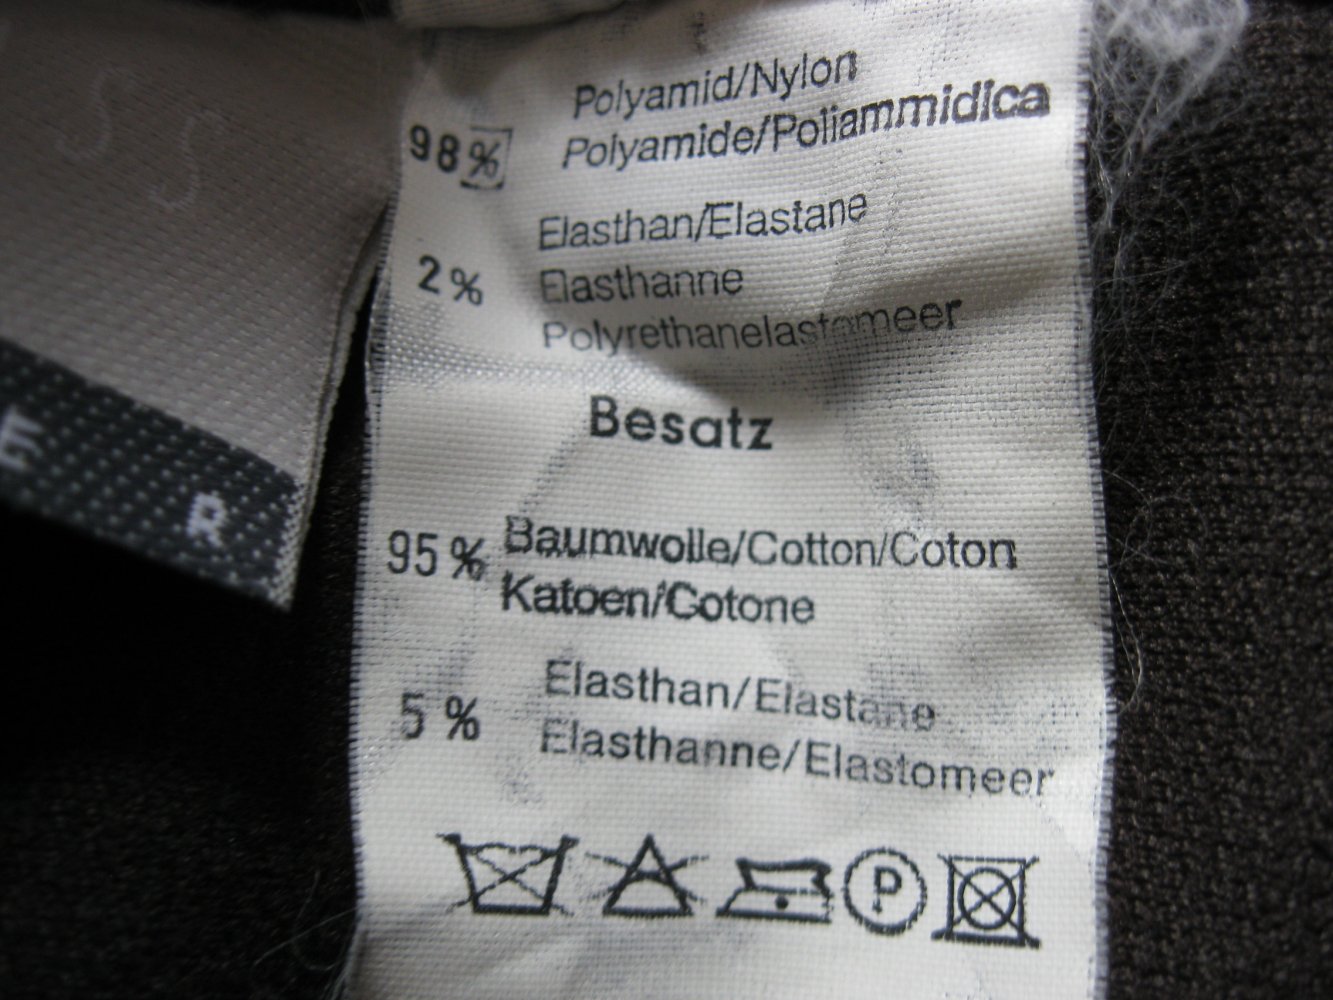 Polyamid/Nylon
98% Polyamide/Poliammidica
Elasthan/Elastane
2% Elasthanne
Polyrethanelastomeer
Besatz
95% Baumwolle/Cotton/Coton
Katoen/Cotone
Elasthan/Elastane
5% Elasthanne/Elastomeer
P
E R